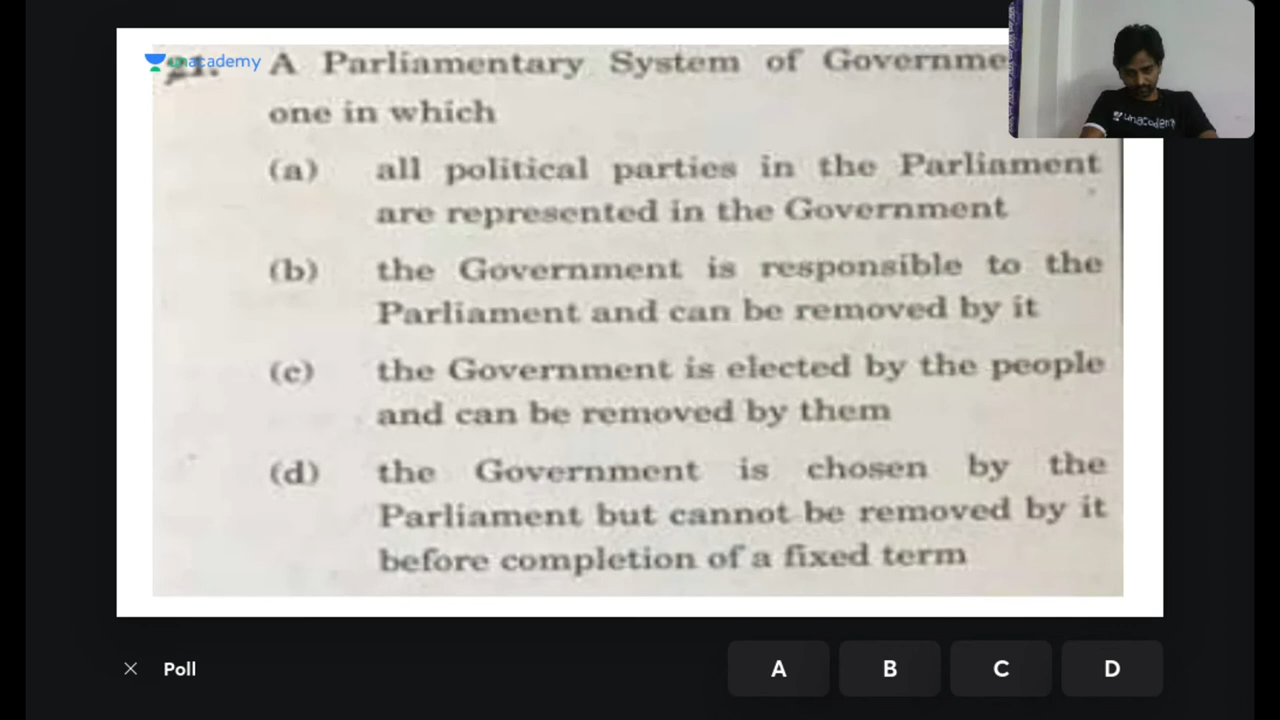 unacademy
21. A Parliamentary System of Governme
one in which
(a) all political parties in the Parliament
are represented in the Government
(b) the Government is responsible to the
Parliament and can be removed by it
(c) the Government is elected by the people
and can be removed by them
(d) the Government is chosen by the
Parliament but cannot be removed by it
before completion of a fixed term
unacademy
× Poll
A B C D